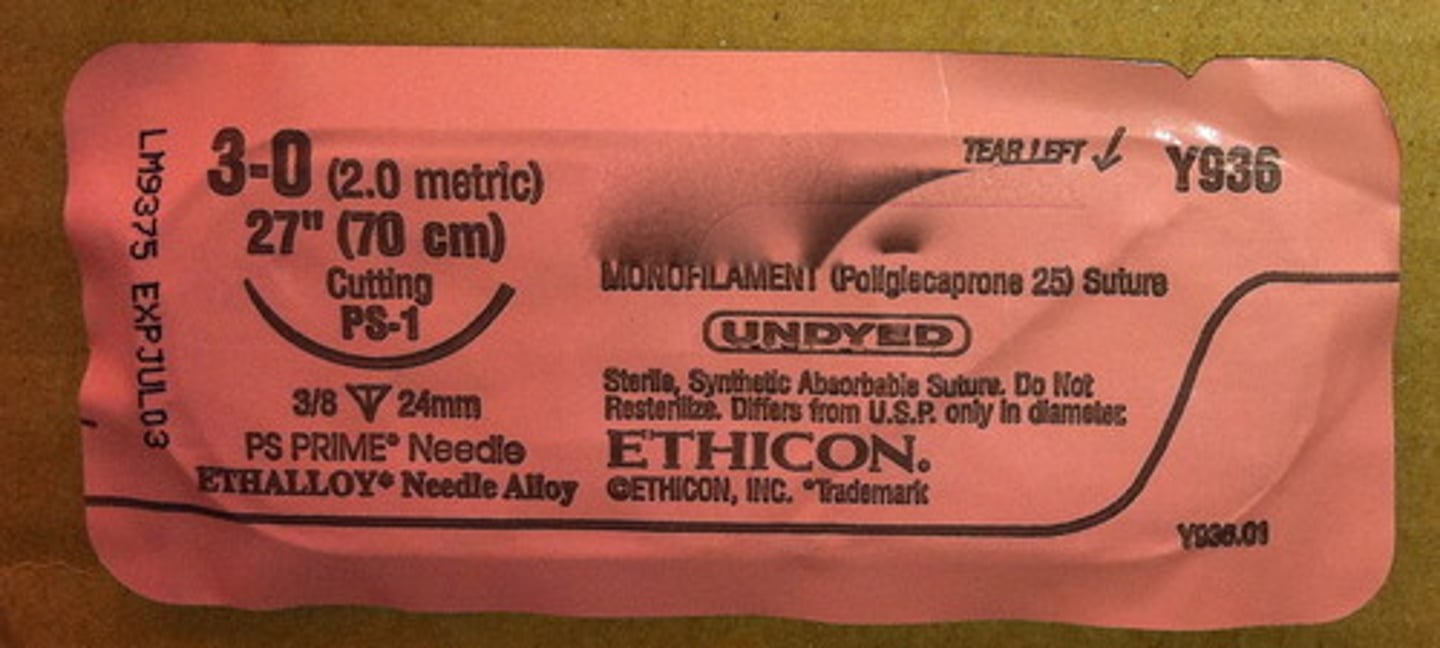 LM9375 EXPJUL03
3-0 (2.0 metric)
27" (70 cm)
Cutting
PS-1
3/8 24mm
PS PRIME® Needle
ETHALLOY* Needle Alloy
TEAR LEFT
Y936
MONOFILAMENT (Poliglecaprone 25) Suture
UNDYED
Sterile, Synthetic Absorbable Suture. Do Not
Resterilize. Differs from U.S.P. only in diameter.
ETHICON.
©ETHICON, INC. *Trademark
Y936.01